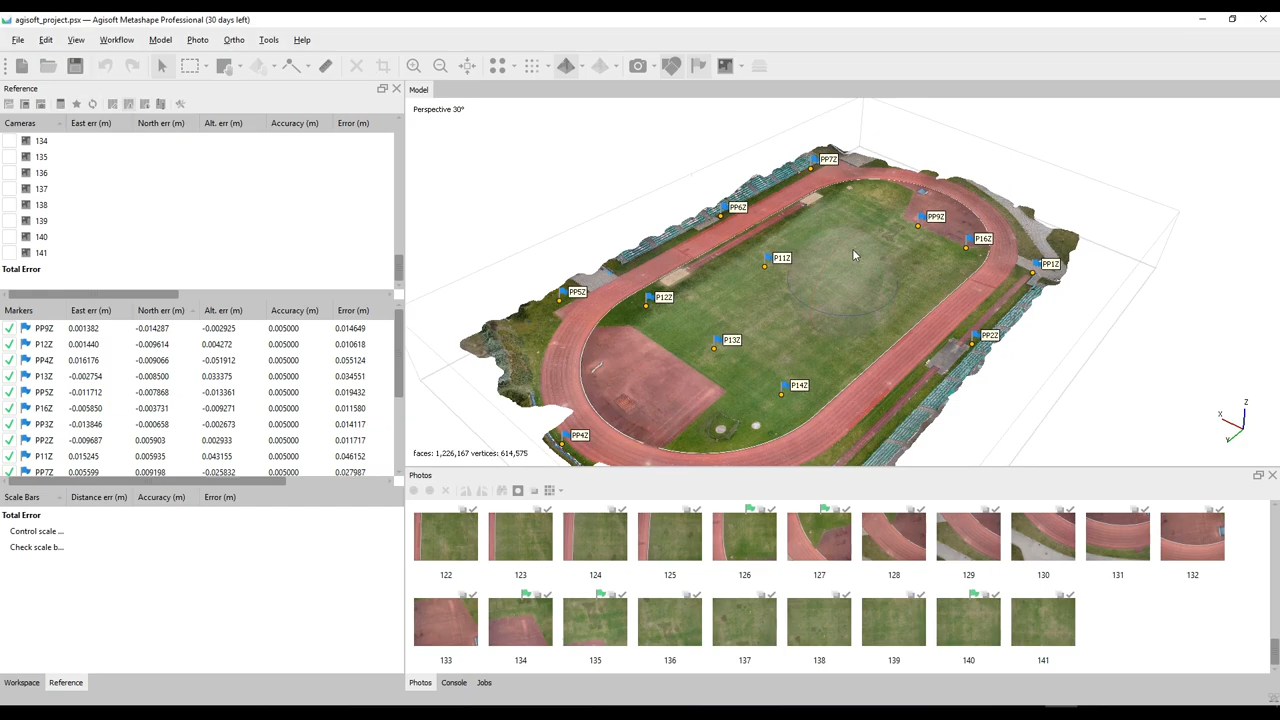 agisoft_project.psx — Agisoft Metashape Professional (30 days left)
File Edit View Workflow Model Photo Ortho Tools Help
Reference
Cameras East err (m) North err (m) Alt. err (m) Accuracy (m) Error (m)
134
135
136
137
138
139
140
141
Total Error
Markers East err (m) North err (m) Alt. err (m) Accuracy (m) Error (m)
PP9Z 0.001382 -0.014287 -0.002925 0.005000 0.014649
P12Z 0.001440 -0.009614 0.004272 0.005000 0.010618
PP4Z 0.016176 -0.009066 -0.051912 0.005000 0.055124
P13Z -0.002754 -0.008500 0.033375 0.005000 0.034551
PP5Z -0.011712 -0.007868 -0.013361 0.005000 0.019432
P16Z -0.005850 -0.003731 -0.009271 0.005000 0.011580
PP3Z -0.013846 -0.000658 -0.002673 0.005000 0.014117
PP2Z -0.009687 0.005903 0.002933 0.005000 0.011717
P11Z 0.015245 0.005935 0.043155 0.005000 0.046152
PP7Z 0.005599 0.009198 -0.025832 0.005000 0.027987
Scale Bars Distance err (m) Accuracy (m) Error (m)
Total Error
Control scale ...
Check scale b...
Workspace Reference
Model
Perspective 30°
PP7Z
PP6Z
PP9Z
P16Z
P11Z
PP1Z
PP5Z
P12Z
PP2Z
P13Z
P14Z
PP4Z
Z
X
Y
faces: 1,226,167 vertices: 614,575
Photos
122 123 124 125 126 127 128 129 130 131 132
133 134 135 136 137 138 139 140 141
Photos Console Jobs